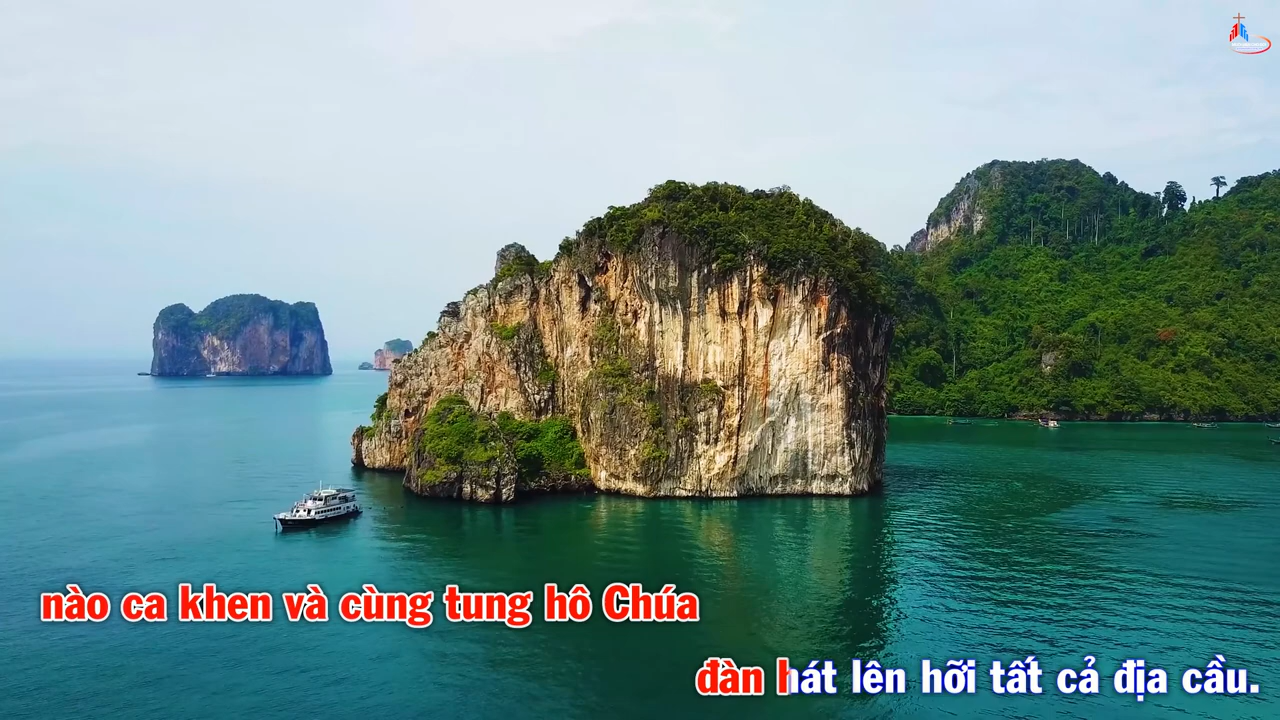 nào ca khen và cùng tung hô Chúa
đàn hát lên hỡi tất cả địa cầu.